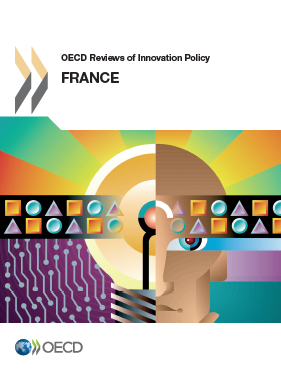 OECD Reviews of Innovation Policy
FRANCE
OECD